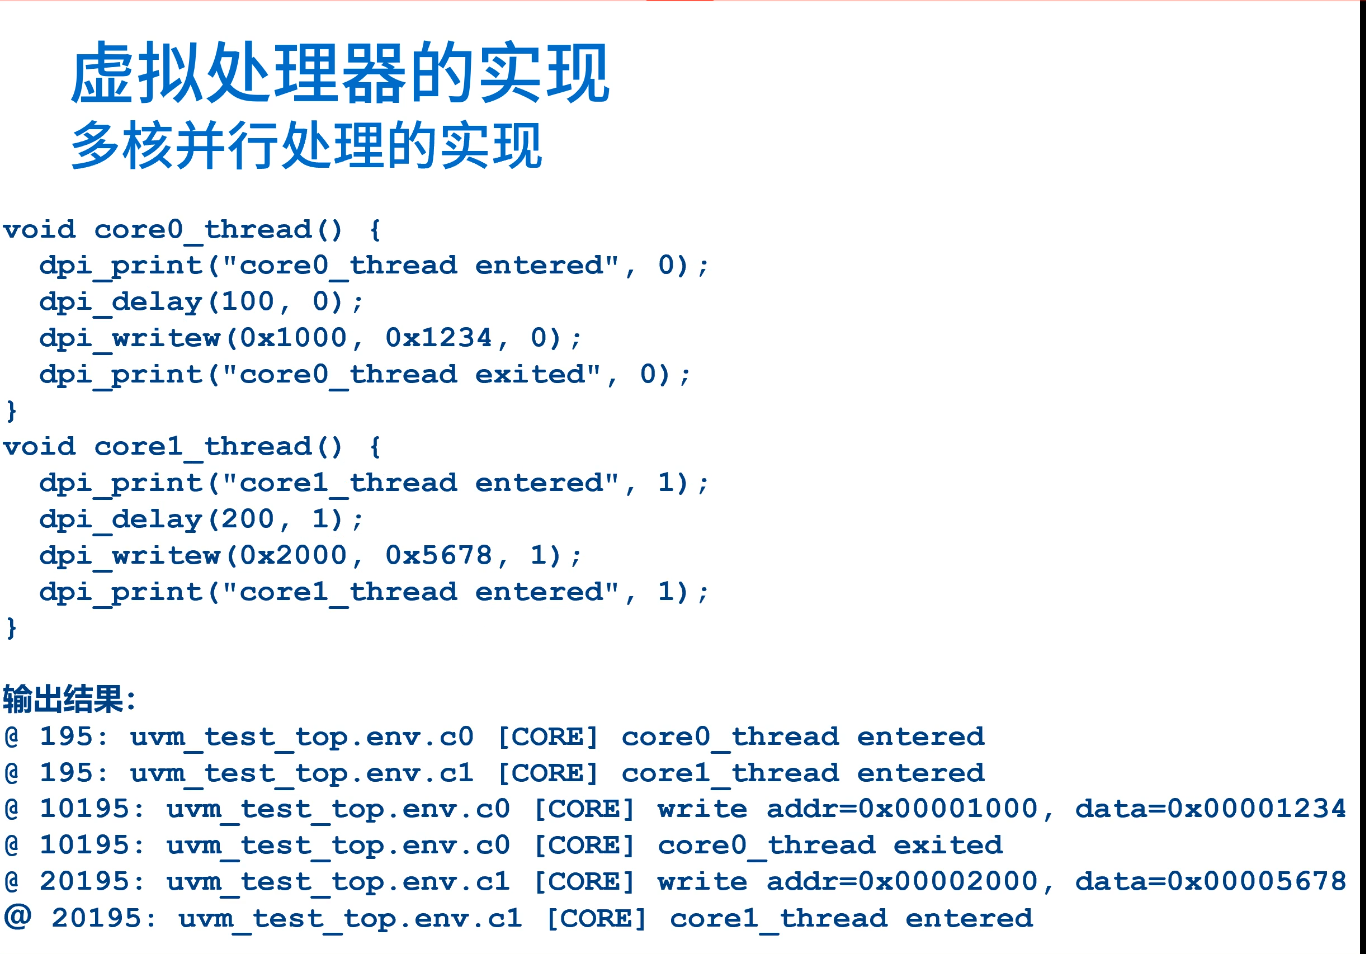 虚拟处理器的实现
多核并行处理的实现
void core0_thread() {
  dpi_print("core0_thread entered", 0);
  dpi_delay(100, 0);
  dpi_writew(0x1000, 0x1234, 0);
  dpi_print("core0_thread exited", 0);
}
void core1_thread() {
  dpi_print("core1_thread entered", 1);
  dpi_delay(200, 1);
  dpi_writew(0x2000, 0x5678, 1);
  dpi_print("core1_thread entered", 1);
}
输出结果:
@ 195: uvm_test_top.env.c0 [CORE] core0_thread entered
@ 195: uvm_test_top.env.c1 [CORE] core1_thread entered
@ 10195: uvm_test_top.env.c0 [CORE] write addr=0x00001000, data=0x00001234
@ 10195: uvm_test_top.env.c0 [CORE] core0_thread exited
@ 20195: uvm_test_top.env.c1 [CORE] write addr=0x00002000, data=0x00005678
@ 20195: uvm_test_top.env.c1 [CORE] core1_thread entered